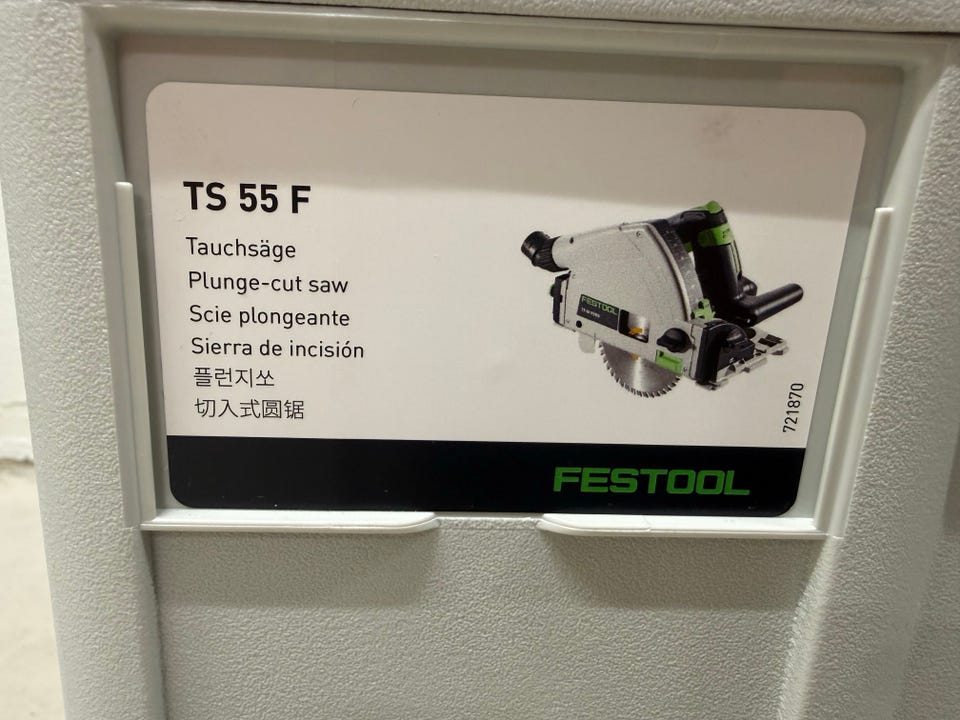 TS 55 F
Tauchsäge
Plunge-cut saw
Scie plongeante
Sierra de incisión
플런지쏘
切入式圆锯
FESTOOL
721870
FESTOOL